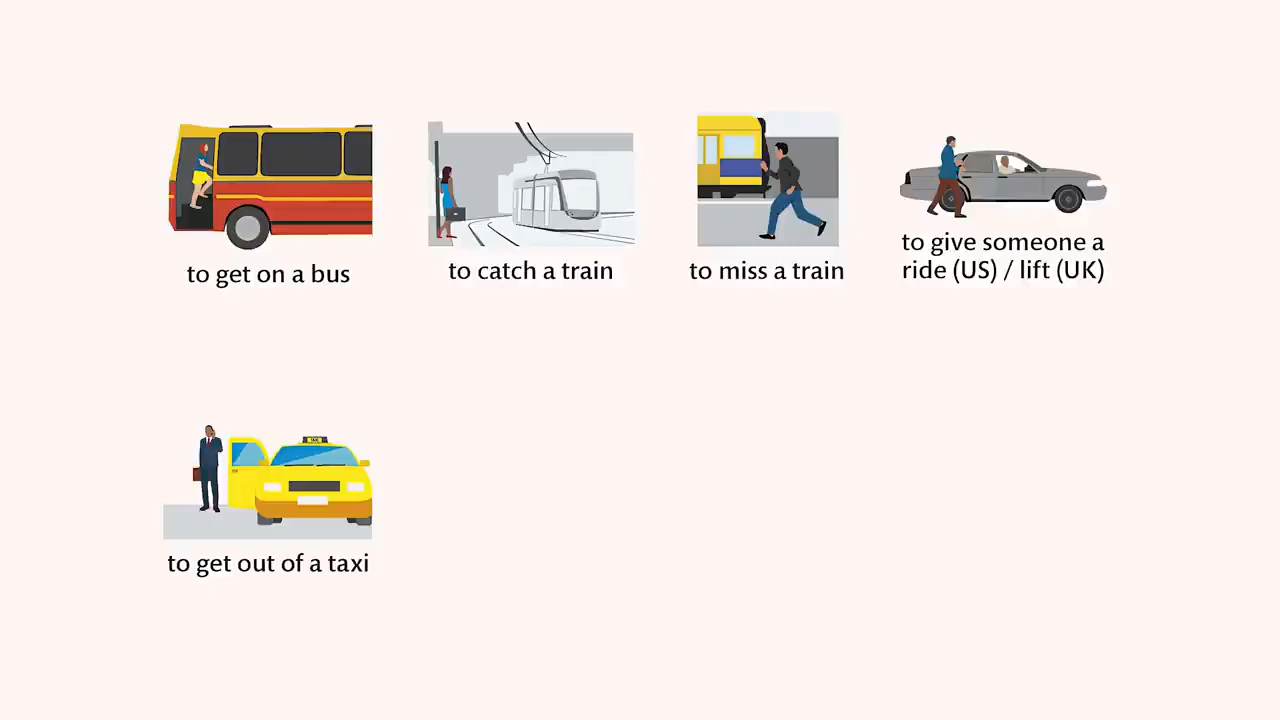 to get on a bus
to catch a train
to miss a train
to give someone a
ride (US) / lift (UK)
TAXI
to get out of a taxi